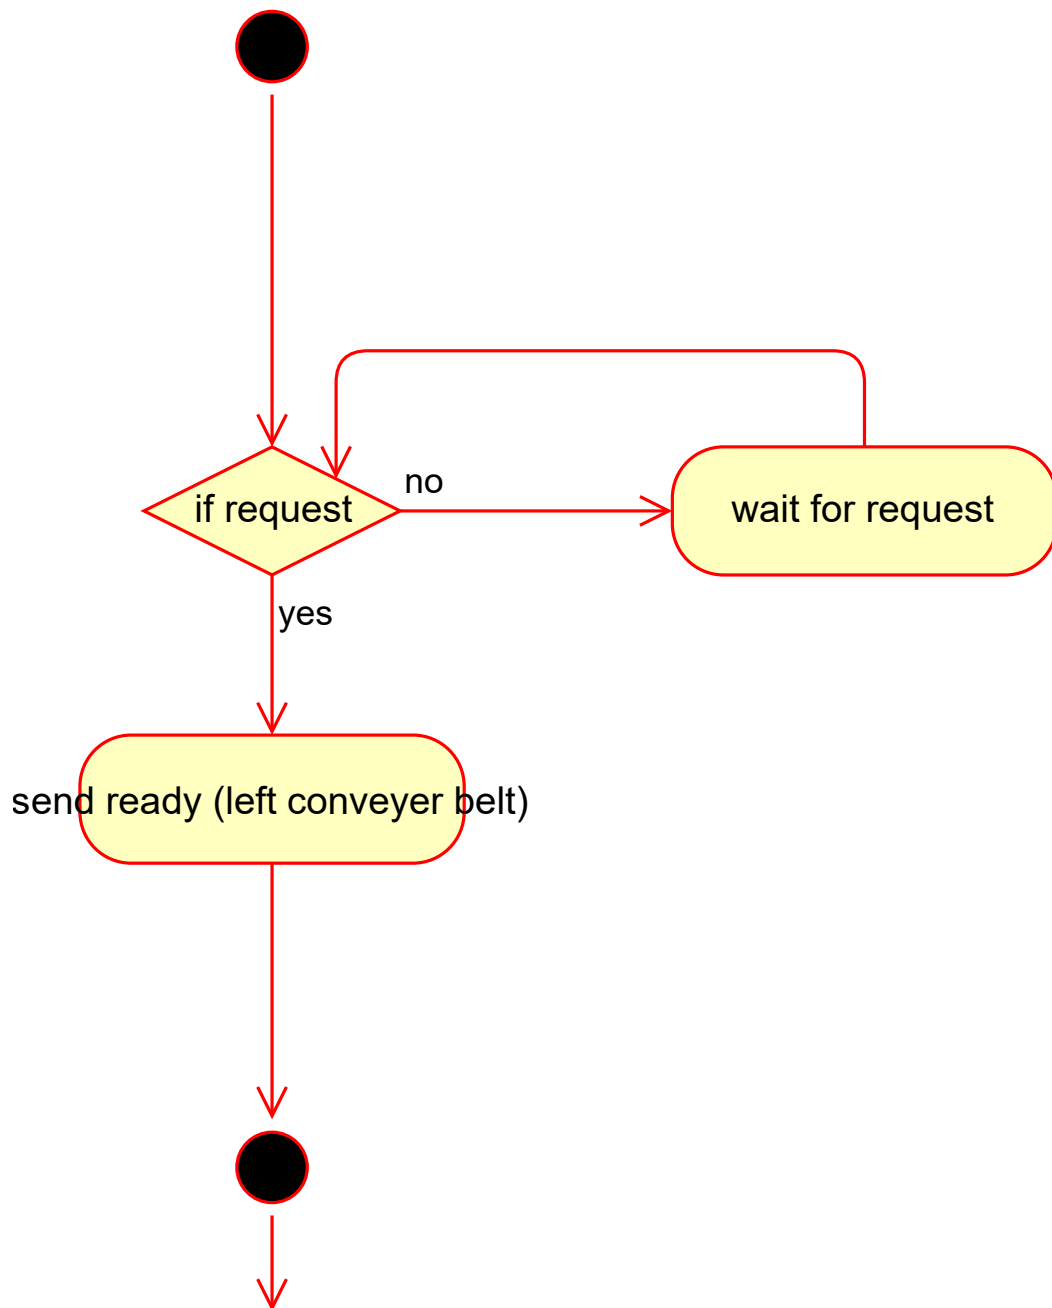 if request
no
wait for request
yes
send ready (left conveyer belt)